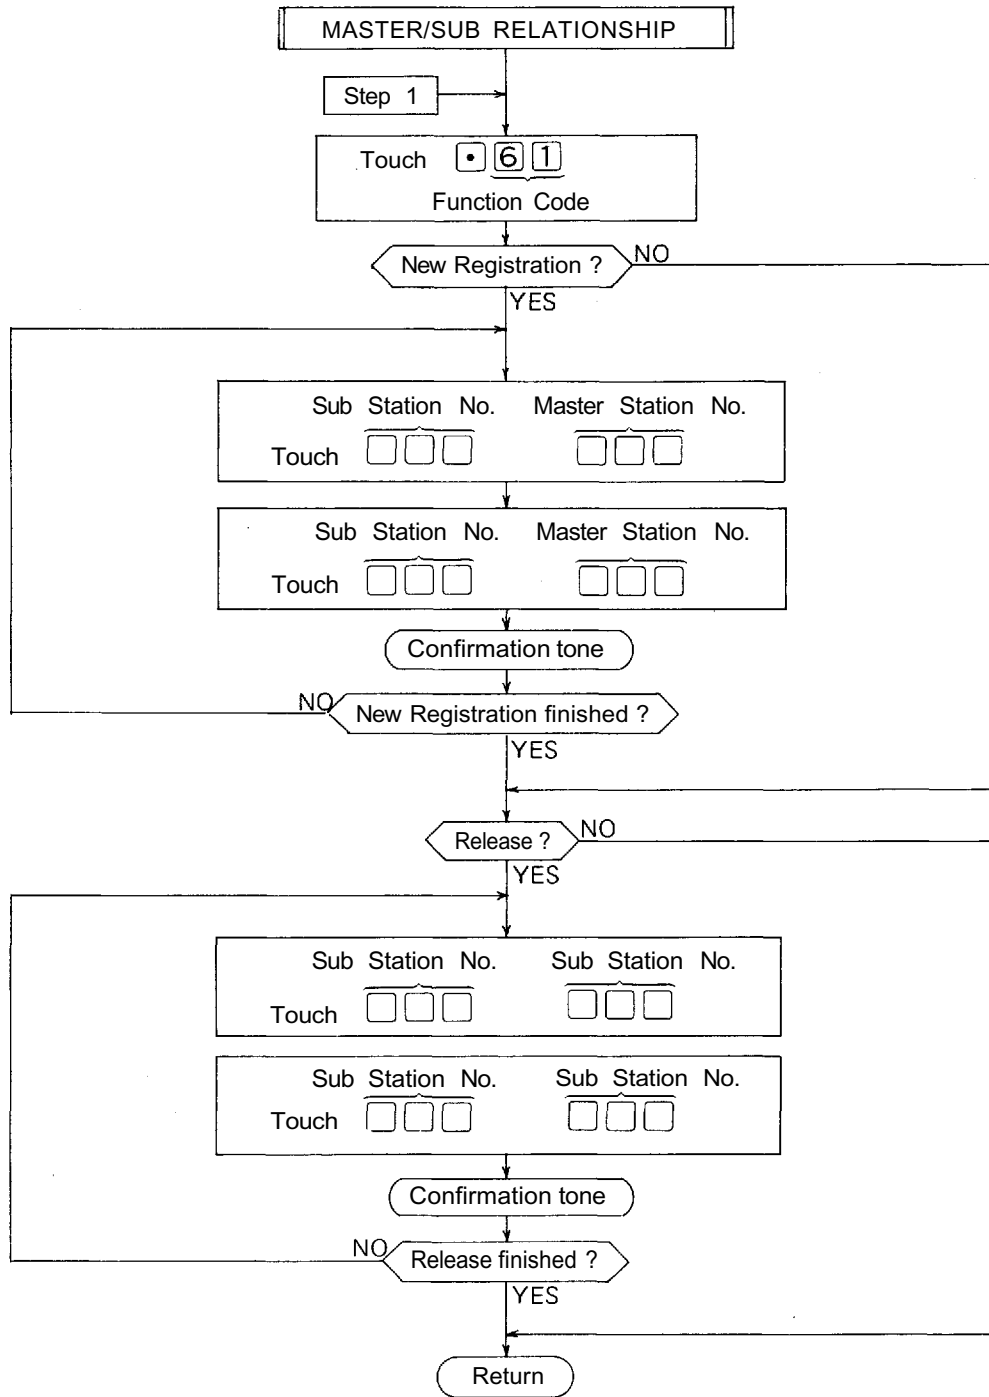 MASTER/SUB RELATIONSHIP
Step 1
Touch • 6 1
Function Code
New Registration ? NO
YES
Sub Station No. Master Station No.
Touch
Sub Station No. Master Station No.
Touch
Confirmation tone
NO New Registration finished ?
YES
Release ? NO
YES
Sub Station No. Sub Station No.
Touch
Sub Station No. Sub Station No.
Touch
Confirmation tone
NO Release finished ?
YES
Return